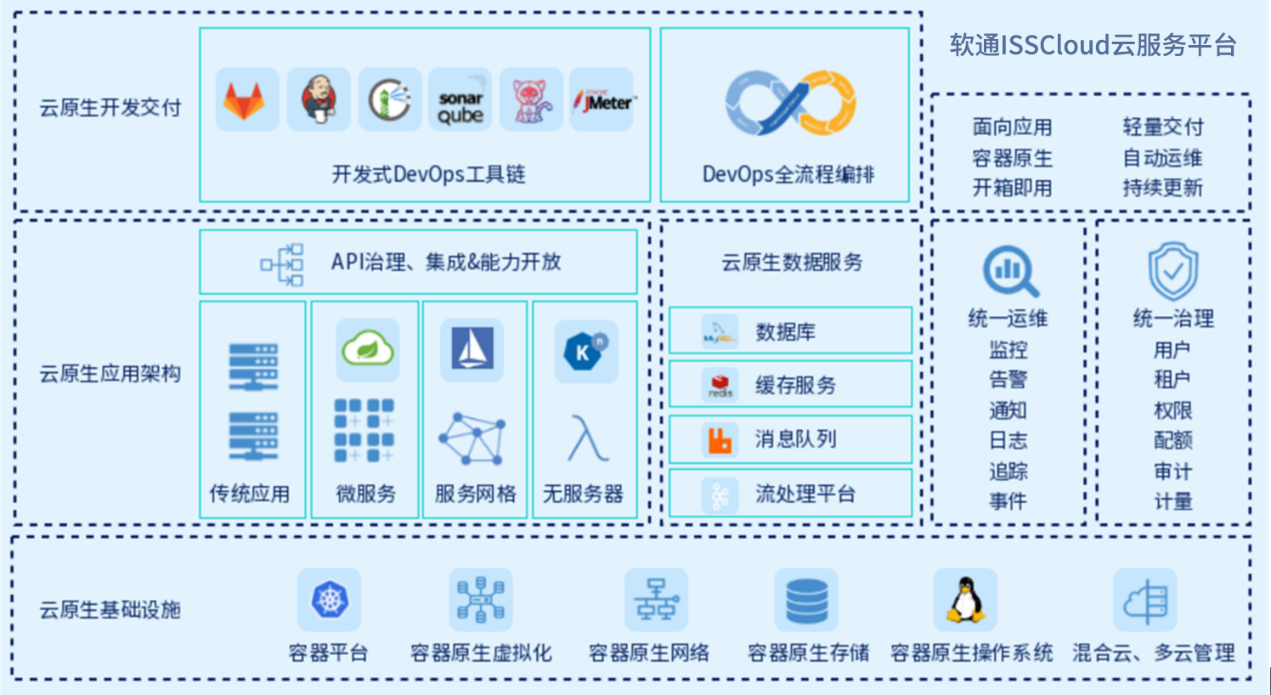 软通ISSCloud云服务平台
云原生开发交付
sonar
qube
APACHE
JMeter™
开发式DevOps工具链
DevOps全流程编排
面向应用
轻量交付
容器原生
自动运维
开箱即用
持续更新
云原生应用架构
API治理、集成&能力开放
传统应用
微服务
服务网格
K
n
无服务器
云原生数据服务
MySQL
数据库
redis
缓存服务
消息队列
流处理平台
统一运维
监控
告警
通知
日志
追踪
事件
统一治理
用户
租户
权限
配额
审计
计量
云原生基础设施
容器平台
容器原生虚拟化
容器原生网络
容器原生存储
容器原生操作系统
混合云、多云管理